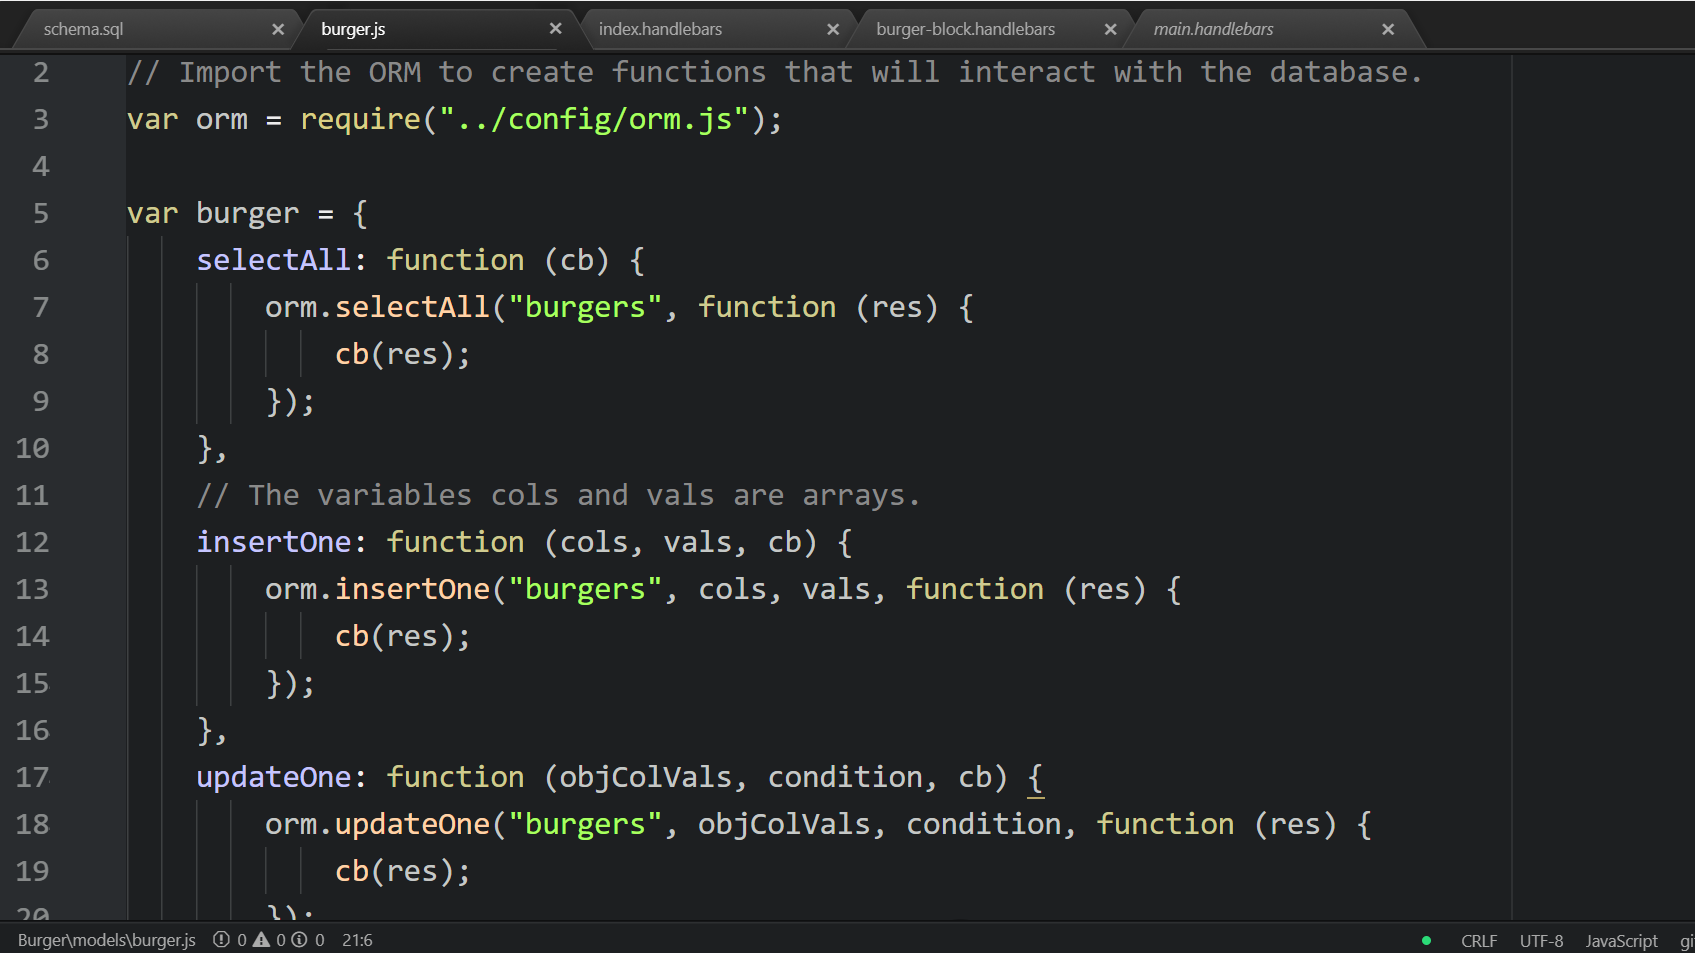 schema.sql × burger.js × index.handlebars × burger-block.handlebars × main.handlebars ×
2 // Import the ORM to create functions that will interact with the database.
3 var orm = require("../config/orm.js");
4
5 var burger = {
6 selectAll: function (cb) {
7 orm.selectAll("burgers", function (res) {
8 cb(res);
9 });
10 },
11 // The variables cols and vals are arrays.
12 insertOne: function (cols, vals, cb) {
13 orm.insertOne("burgers", cols, vals, function (res) {
14 cb(res);
15 });
16 },
17 updateOne: function (objColVals, condition, cb) {
18 orm.updateOne("burgers", objColVals, condition, function (res) {
19 cb(res);
20 });
Burger\models\burger.js 0 0 0 21:6 CRLF UTF-8 JavaScript gi